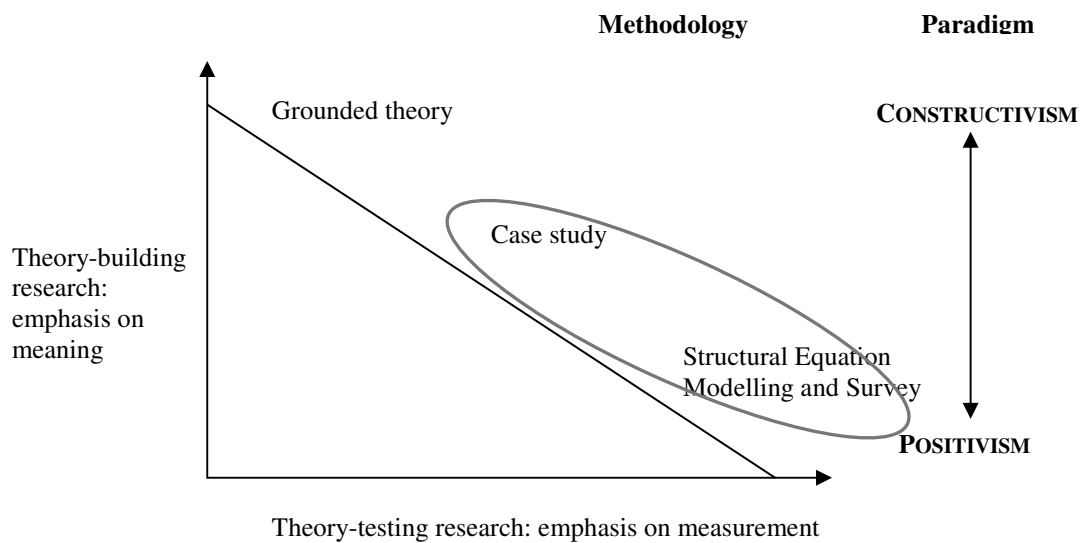 Methodology
Paradigm
Grounded theory
CONSTRUCTIVISM
Case study
Theory-building
research:
emphasis on
meaning
Structural Equation
Modelling and Survey
POSITIVISM
Theory-testing research: emphasis on measurement